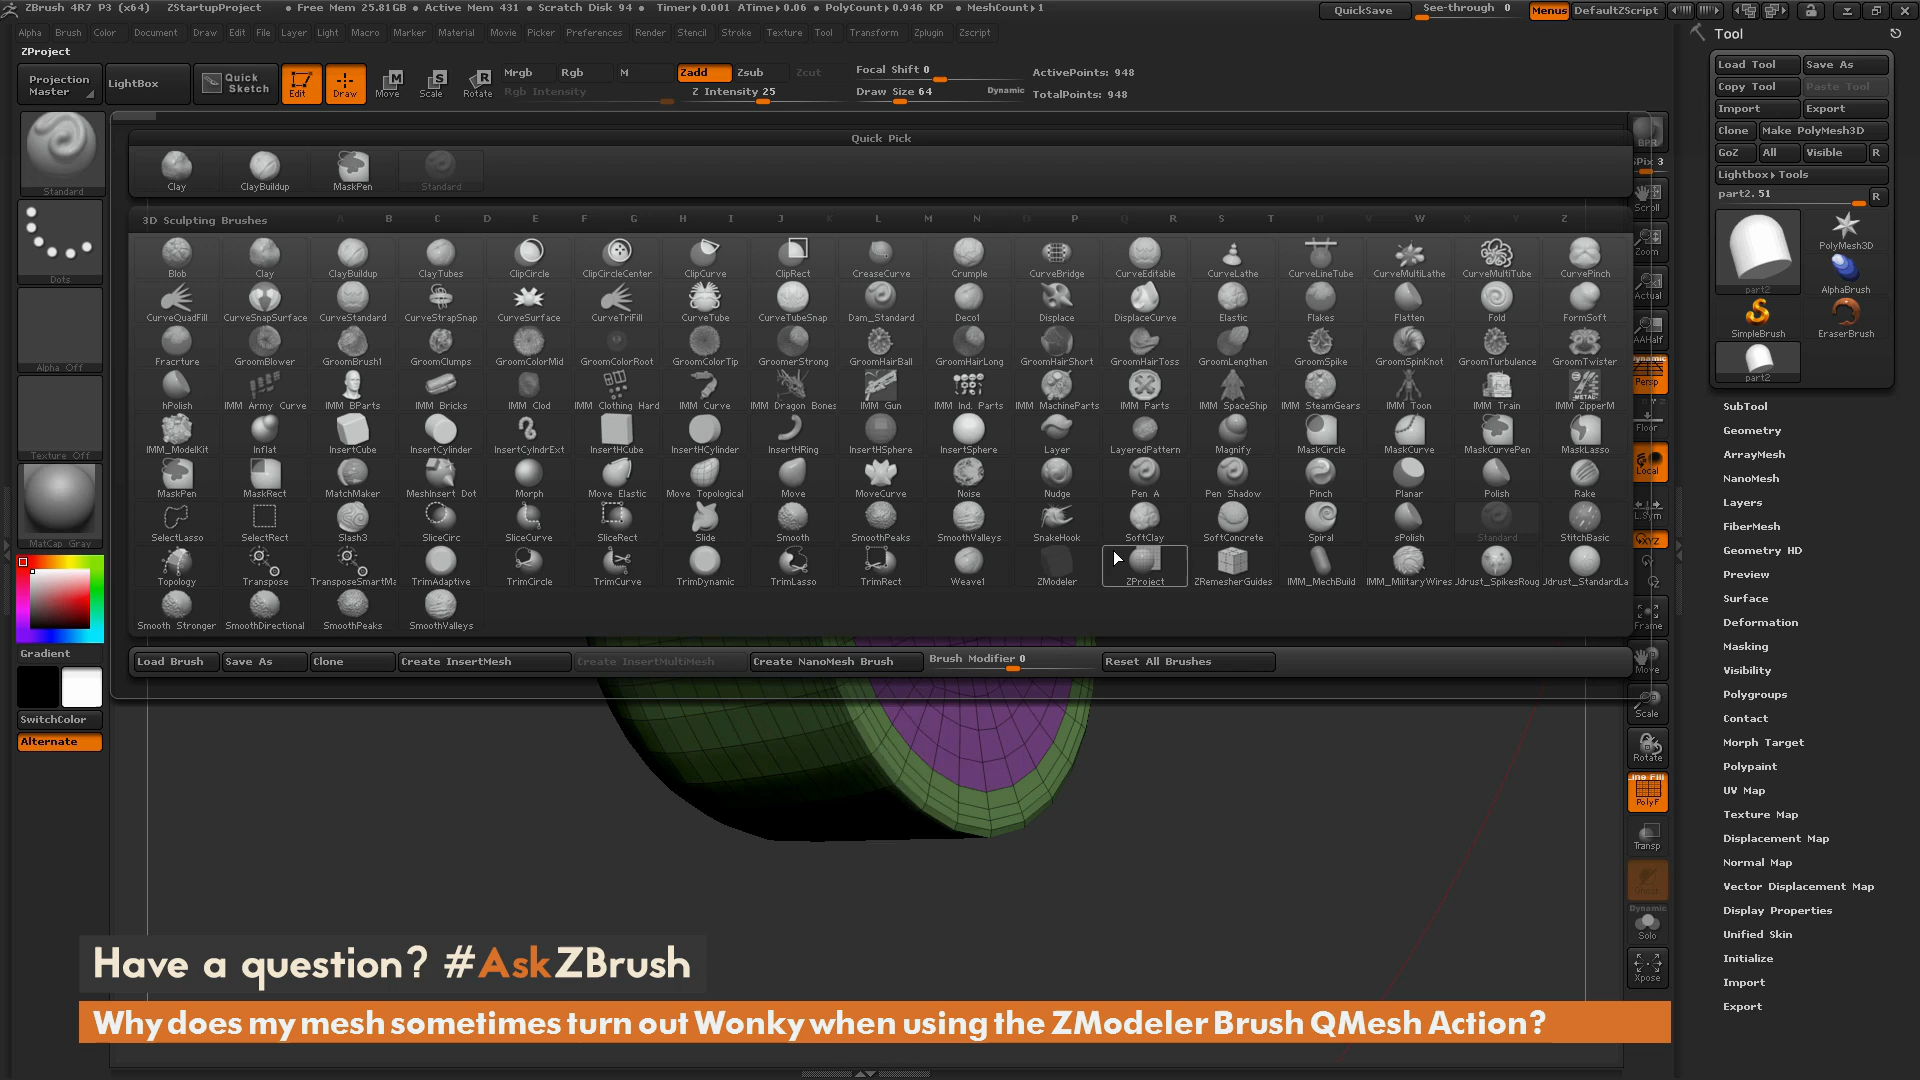 ZBrush 4R7 P3 (x64) ZStartupProject • Free Mem 25.81GB • Active Mem 431 • Scratch Disk 94 • Timer▸0.001 ATime▸0.06 • PolyCount▸0.946 KP • MeshCount▸1 QuickSave See-through 0 Menus DefaultZScript
Alpha Brush Color Document Draw Edit File Layer Light Macro Marker Material Movie Picker Preferences Render Stencil Stroke Texture Tool Transform Zplugin Zscript
ZProject
Projection Master LightBox Quick Sketch Edit Draw Move Scale Rotate
Mrgb Rgb M Zadd Zsub Zcut Focal Shift 0 ActivePoints: 948
Rgb Intensity Z Intensity 25 Draw Size 64 Dynamic TotalPoints: 948
Quick Pick
Clay ClayBuildup MaskPen Standard
3D Sculpting Brushes A B C D E F G H I J K L M N O P Q R S T U V W X Y Z
Blob Clay ClayBuildup ClayTubes ClipCircle ClipCircleCenter ClipCurve ClipRect CreaseCurve Crumple CurveBridge CurveEditable CurveLathe CurveLineTube CurveMultiLathe CurveMultiTube CurvePinch
CurveQuadFill CurveSnapSurface CurveStandard CurveStrapSnap CurveSurface CurveTriFill CurveTube CurveTubeSnap Dam_Standard Deco1 Displace DisplaceCurve Elastic Flakes Flatten Fold FormSoft
Fracrture GroomBlower GroomBrush1 GroomClumps GroomColorMid GroomColorRoot GroomColorTip GroomerStrong GroomHairBall GroomHairLong GroomHairShort GroomHairToss GroomLengthen GroomSpike GroomSpinKnot GroomTurbulence GroomTwister
hPolish IMM Army Curve IMM BParts IMM Bricks IMM Clod IMM Clothing Hard IMM Curve IMM Dragon Bones IMM Gun IMM Ind. Parts IMM MachineParts IMM Parts IMM SpaceShip IMM SteamGears IMM Toon IMM Train IMM ZipperM
IMM_ModelKit Inflat InsertCube InsertCylinder InsertCylndrExt InsertHCube InsertHCylinder InsertHRing InsertHSphere InsertSphere Layer LayeredPattern Magnify MaskCircle MaskCurve MaskCurvePen MaskLasso
MaskPen MaskRect MatchMaker MeshInsert Dot Morph Move Elastic Move Topological Move MoveCurve Noise Nudge Pen A Pen Shadow Pinch Planar Polish Rake
SelectLasso SelectRect Slash3 SliceCirc SliceCurve SliceRect Slide Smooth SmoothPeaks SmoothValleys SnakeHook SoftClay SoftConcrete Spiral sPolish Standard StitchBasic
Topology Transpose TransposeSmartMa TrimAdaptive TrimCircle TrimCurve TrimDynamic TrimLasso TrimRect Weave1 ZModeler ZProject ZRemesherGuides IMM_MechBuild IMM_MilitaryWires Jdrust_SpikesRoug Jdrust_StandardLa
Smooth Stronger SmoothDirectional SmoothPeaks SmoothValleys
Load Brush Save As Clone Create InsertMesh Create InsertMultiMesh Create NanoMesh Brush Brush Modifier 0 Reset All Brushes
Standard
Dots
Alpha Off
Texture Off
MatCap Gray
Gradient
SwitchColor
Alternate
BPR
SPix 3
Scroll
Zoom
Actual
AAHalf
Dynamic
Persp
Floor
Local
L.Sym
XYZ
Frame
Move
Scale
Rotate
Line Fill
PolyF
Transp
Ghost
Dynamic
Solo
Xpose
Tool
Load Tool Save As
Copy Tool Paste Tool
Import Export
Clone Make PolyMesh3D
GoZ All Visible R
Lightbox▸Tools
part2. 51 R
part2 PolyMesh3D
AlphaBrush
SimpleBrush EraserBrush
part2
SubTool
Geometry
ArrayMesh
NanoMesh
Layers
FiberMesh
Geometry HD
Preview
Surface
Deformation
Masking
Visibility
Polygroups
Contact
Morph Target
Polypaint
UV Map
Texture Map
Displacement Map
Normal Map
Vector Displacement Map
Display Properties
Unified Skin
Initialize
Import
Export
Have a question? #AskZBrush
Why does my mesh sometimes turn out Wonky when using the ZModeler Brush QMesh Action?